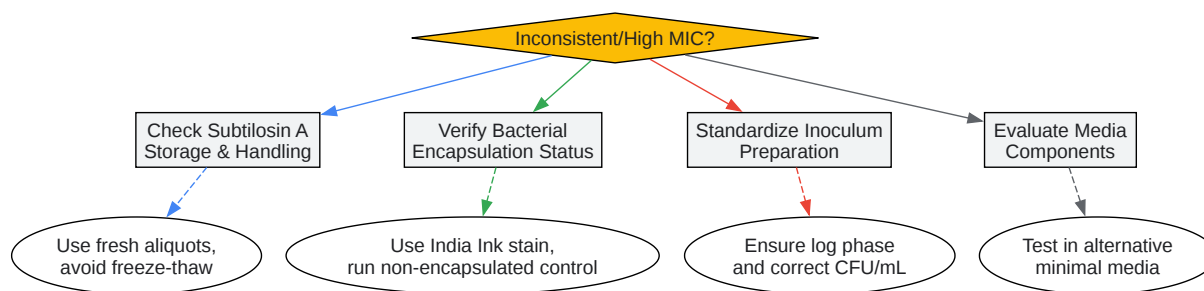 Inconsistent/High MIC?
Check Subtilosin A
Storage & Handling
Verify Bacterial
Encapsulation Status
Standardize Inoculum
Preparation
Evaluate Media
Components
Use fresh aliquots,
avoid freeze-thaw
Use India Ink stain,
run non-encapsulated control
Ensure log phase
and correct CFU/mL
Test in alternative
minimal media